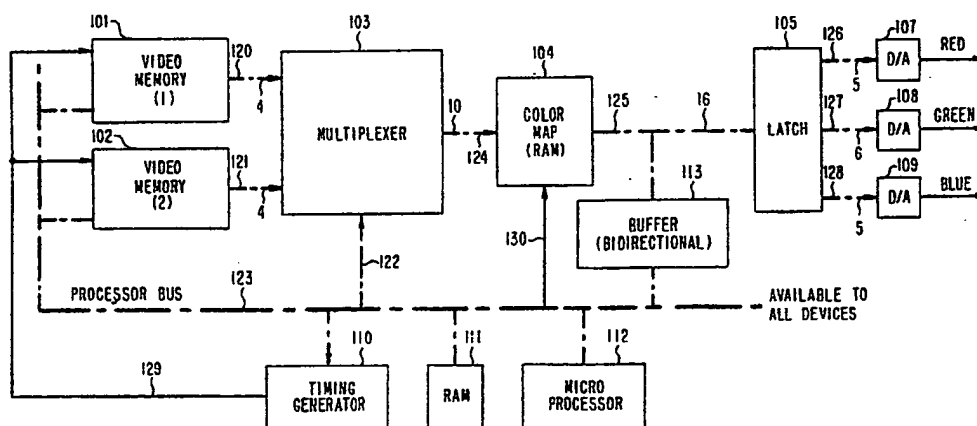 101
VIDEO
MEMORY
(1)
120
4
102
VIDEO
MEMORY
(2)
121
4
103
MULTIPLEXER
122
10
124
104
COLOR
MAP
(RAM)
125
16
130
113
BUFFER
(BIDIRECTIONAL)
105
LATCH
126
5
107
D/A
RED
127
6
108
D/A
GREEN
128
5
109
D/A
BLUE
PROCESSOR BUS
123
AVAILABLE TO
ALL DEVICES
129
110
TIMING
GENERATOR
111
RAM
112
MICRO
PROCESSOR